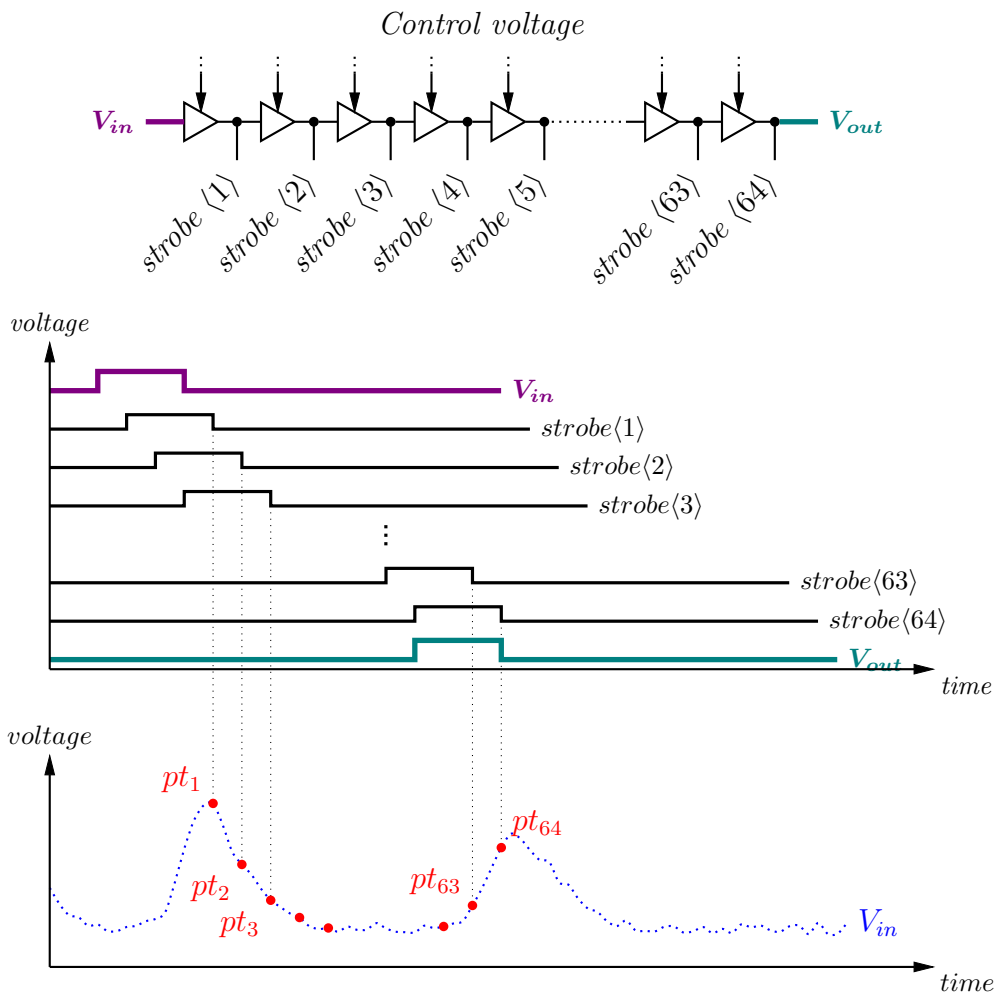 Control voltage
V_in
V_out
strobe ⟨1⟩
strobe ⟨2⟩
strobe ⟨3⟩
strobe ⟨4⟩
strobe ⟨5⟩
strobe ⟨63⟩
strobe ⟨64⟩
voltage
V_in
strobe⟨1⟩
strobe⟨2⟩
strobe⟨3⟩
strobe⟨63⟩
strobe⟨64⟩
V_out
time
voltage
pt_1
pt_64
pt_2
pt_63
pt_3
V_in
time